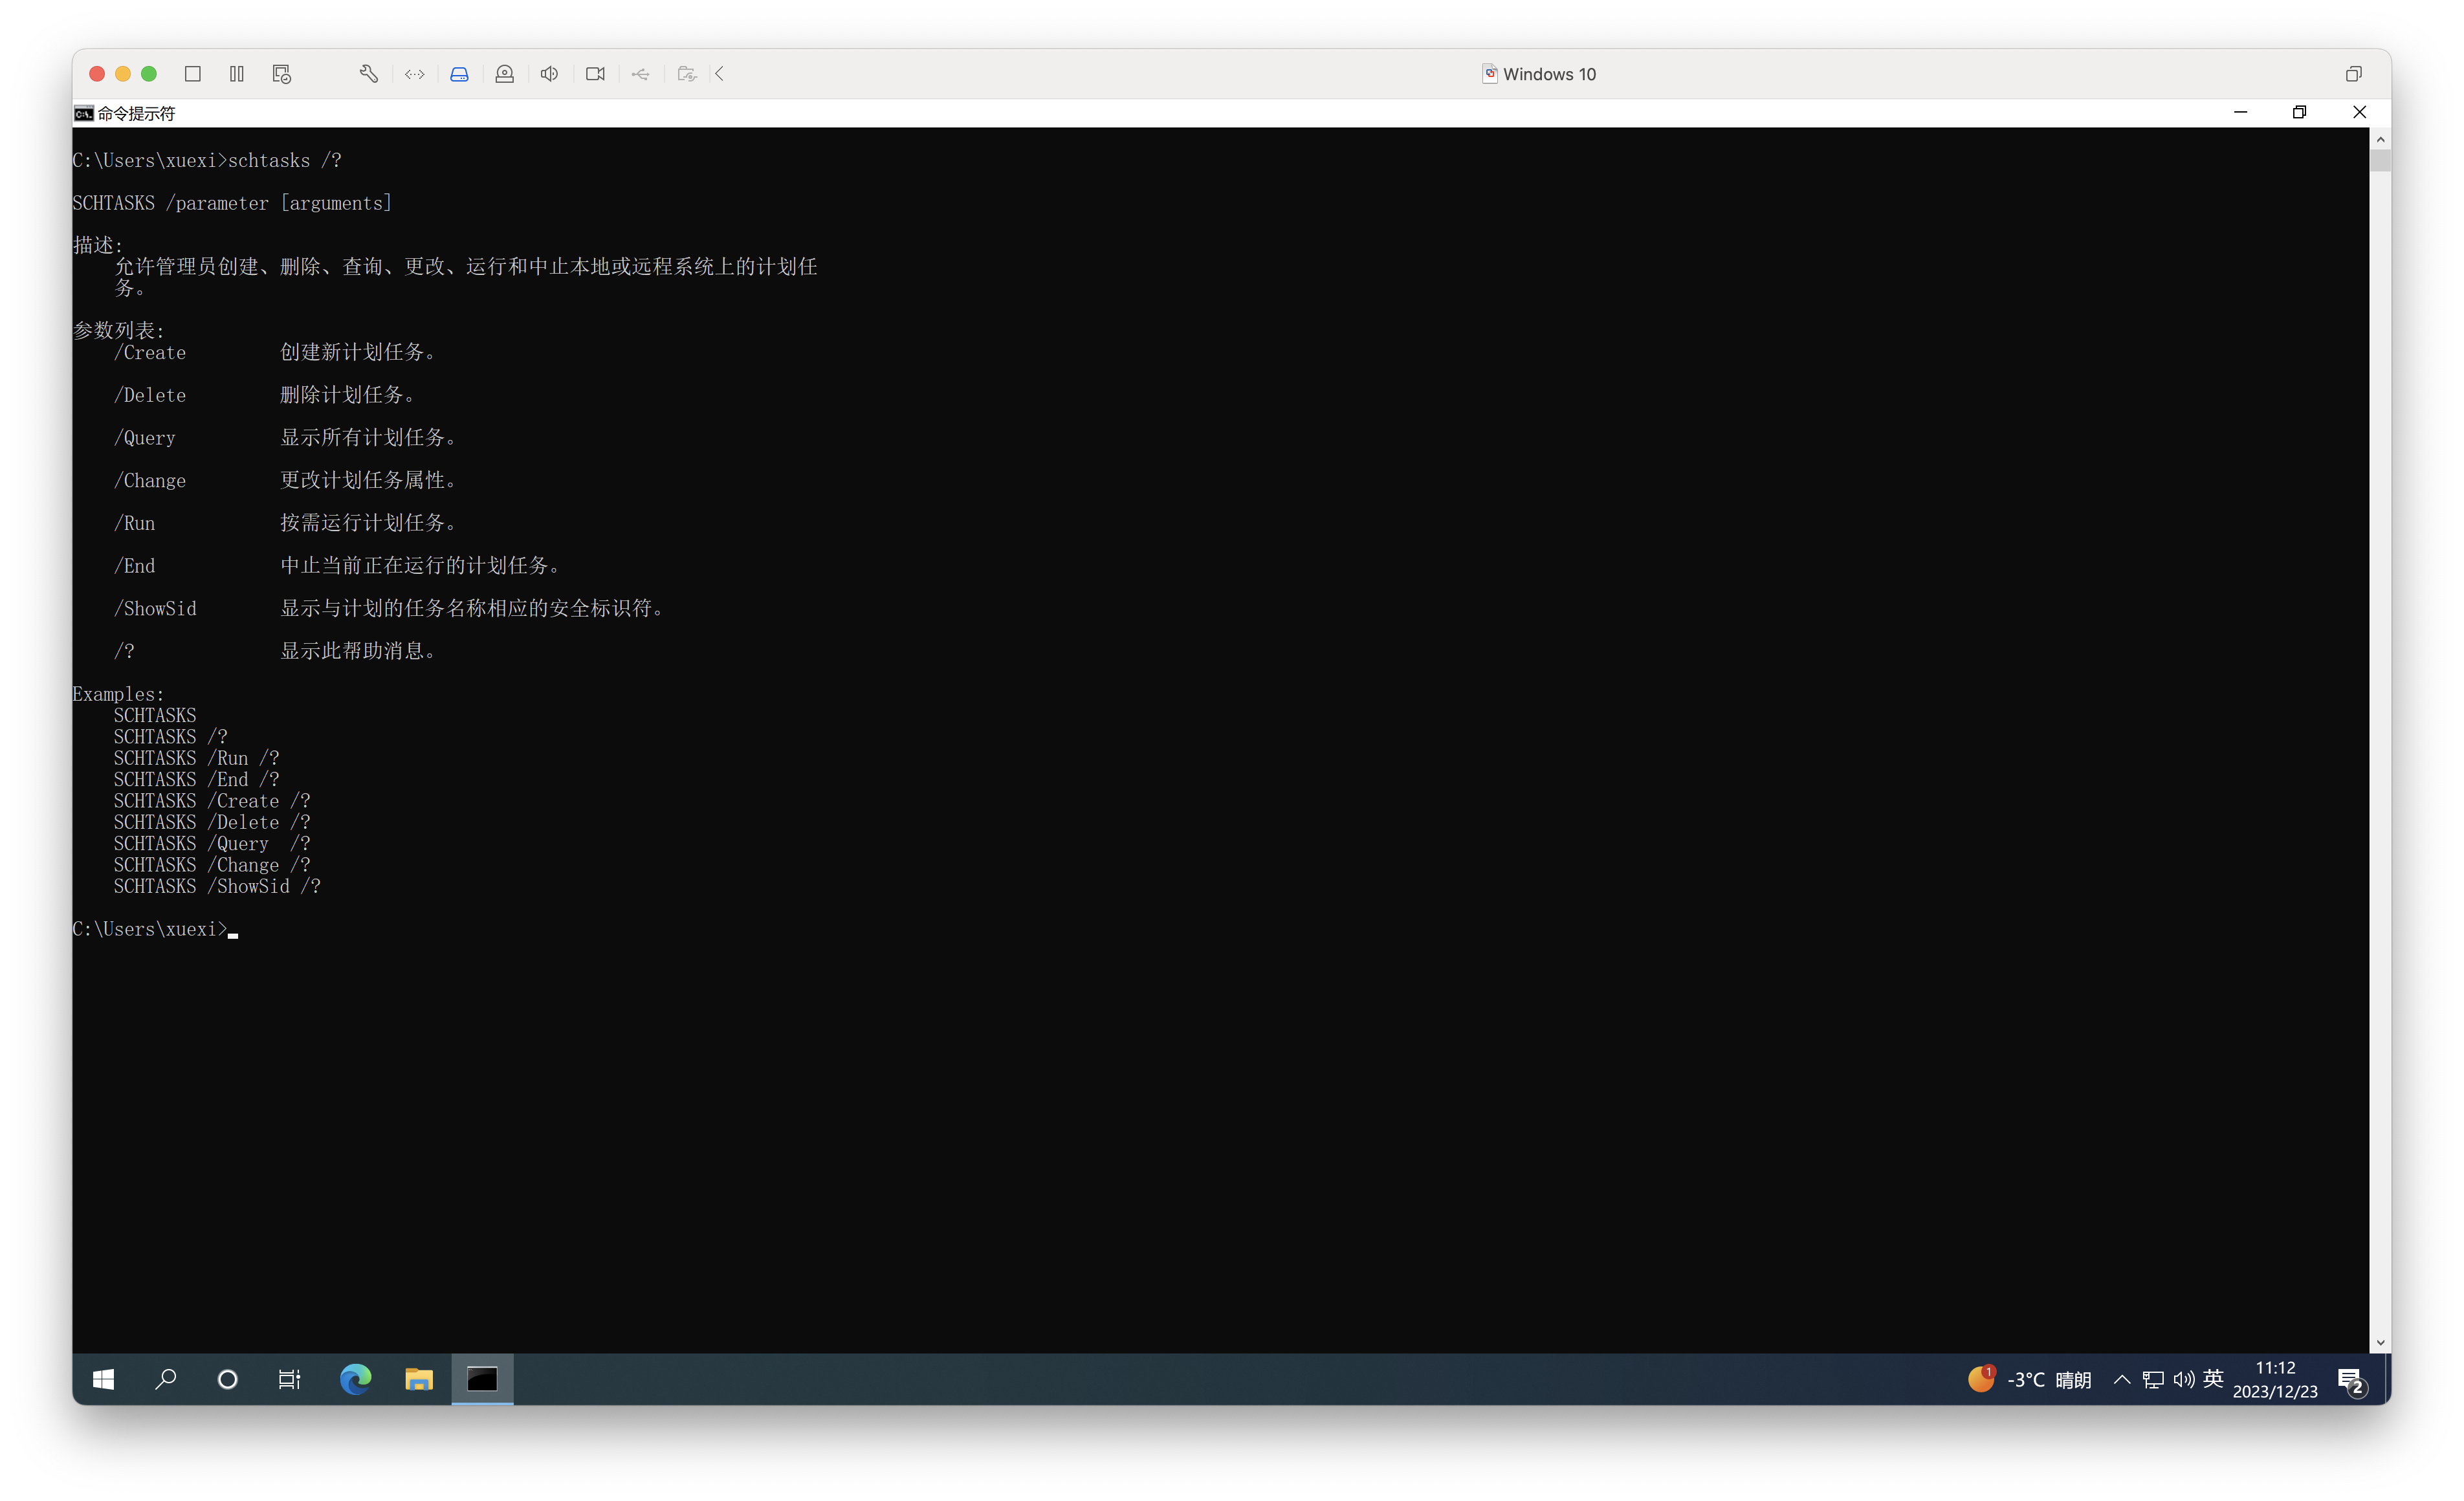 Windows 10
命令提示符
C:\Users\xuexi>schtasks /?
SCHTASKS /parameter [arguments]
描述:
允许管理员创建、删除、查询、更改、运行和中止本地或远程系统上的计划任
务。
参数列表:
/Create 创建新计划任务。
/Delete 删除计划任务。
/Query 显示所有计划任务。
/Change 更改计划任务属性。
/Run 按需运行计划任务。
/End 中止当前正在运行的计划任务。
/ShowSid 显示与计划的任务名称相应的安全标识符。
/? 显示此帮助消息。
Examples:
SCHTASKS
SCHTASKS /?
SCHTASKS /Run /?
SCHTASKS /End /?
SCHTASKS /Create /?
SCHTASKS /Delete /?
SCHTASKS /Query  /?
SCHTASKS /Change /?
SCHTASKS /ShowSid /?
C:\Users\xuexi>
1 -3°C 晴朗 英 11:12
2023/12/23 2